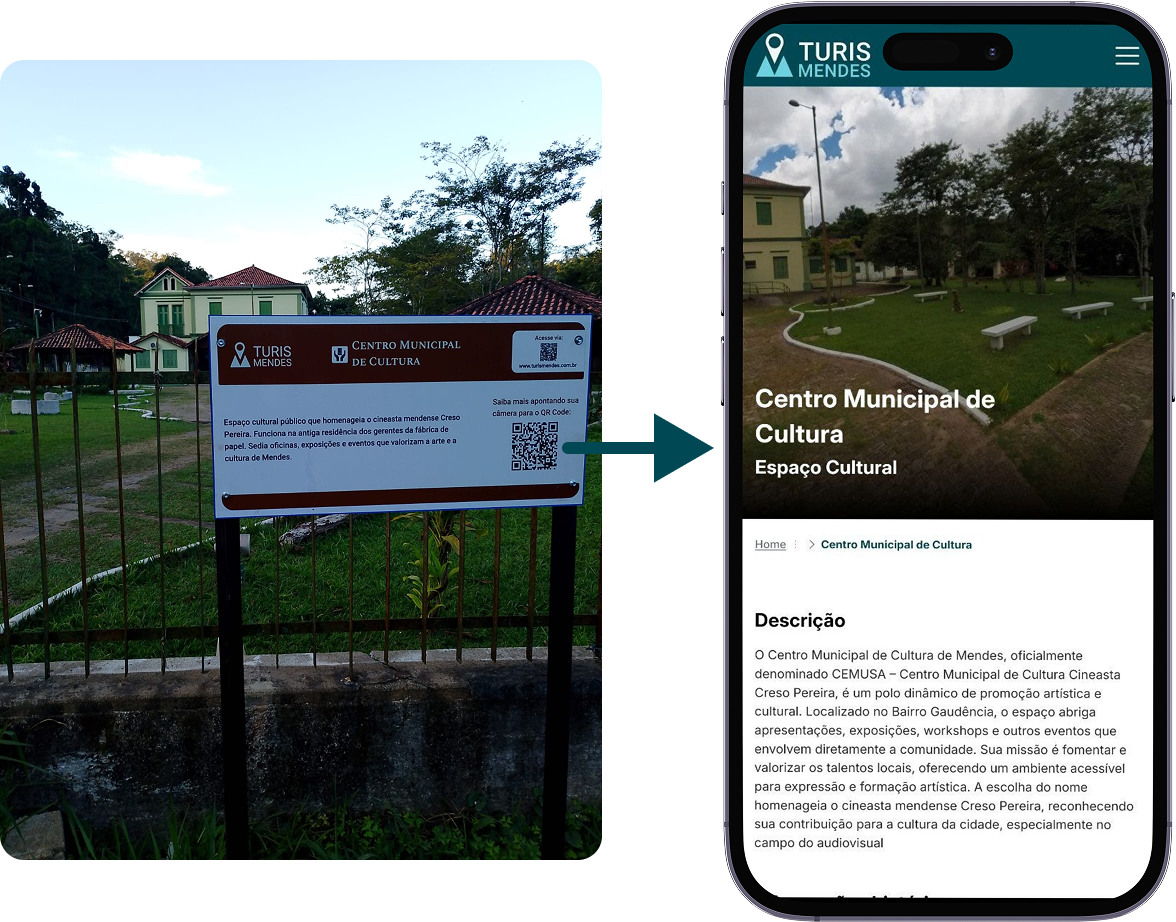 TURIS
MENDES
CENTRO MUNICIPAL
DE CULTURA
Acesse via:
www.turismendes.com.br
Espaço cultural público que homenageia o cineasta mendense Creso
Pereira. Funciona na antiga residência dos gerentes da fábrica de
papel. Sedia oficinas, exposições e eventos que valorizam a arte e a
cultura de Mendes.
Saiba mais apontando sua
câmera para o QR Code:
TURIS
MENDES
Centro Municipal de
Cultura
Espaço Cultural
Home > Centro Municipal de Cultura
Descrição
O Centro Municipal de Cultura de Mendes, oficialmente
denominado CEMUSA – Centro Municipal de Cultura Cineasta
Creso Pereira, é um polo dinâmico de promoção artística e
cultural. Localizado no Bairro Gaudência, o espaço abriga
apresentações, exposições, workshops e outros eventos que
envolvem diretamente a comunidade. Sua missão é fomentar e
valorizar os talentos locais, oferecendo um ambiente acessível
para expressão e formação artística. A escolha do nome
homenageia o cineasta mendense Creso Pereira, reconhecendo
sua contribuição para a cultura da cidade, especialmente no
campo do audiovisual